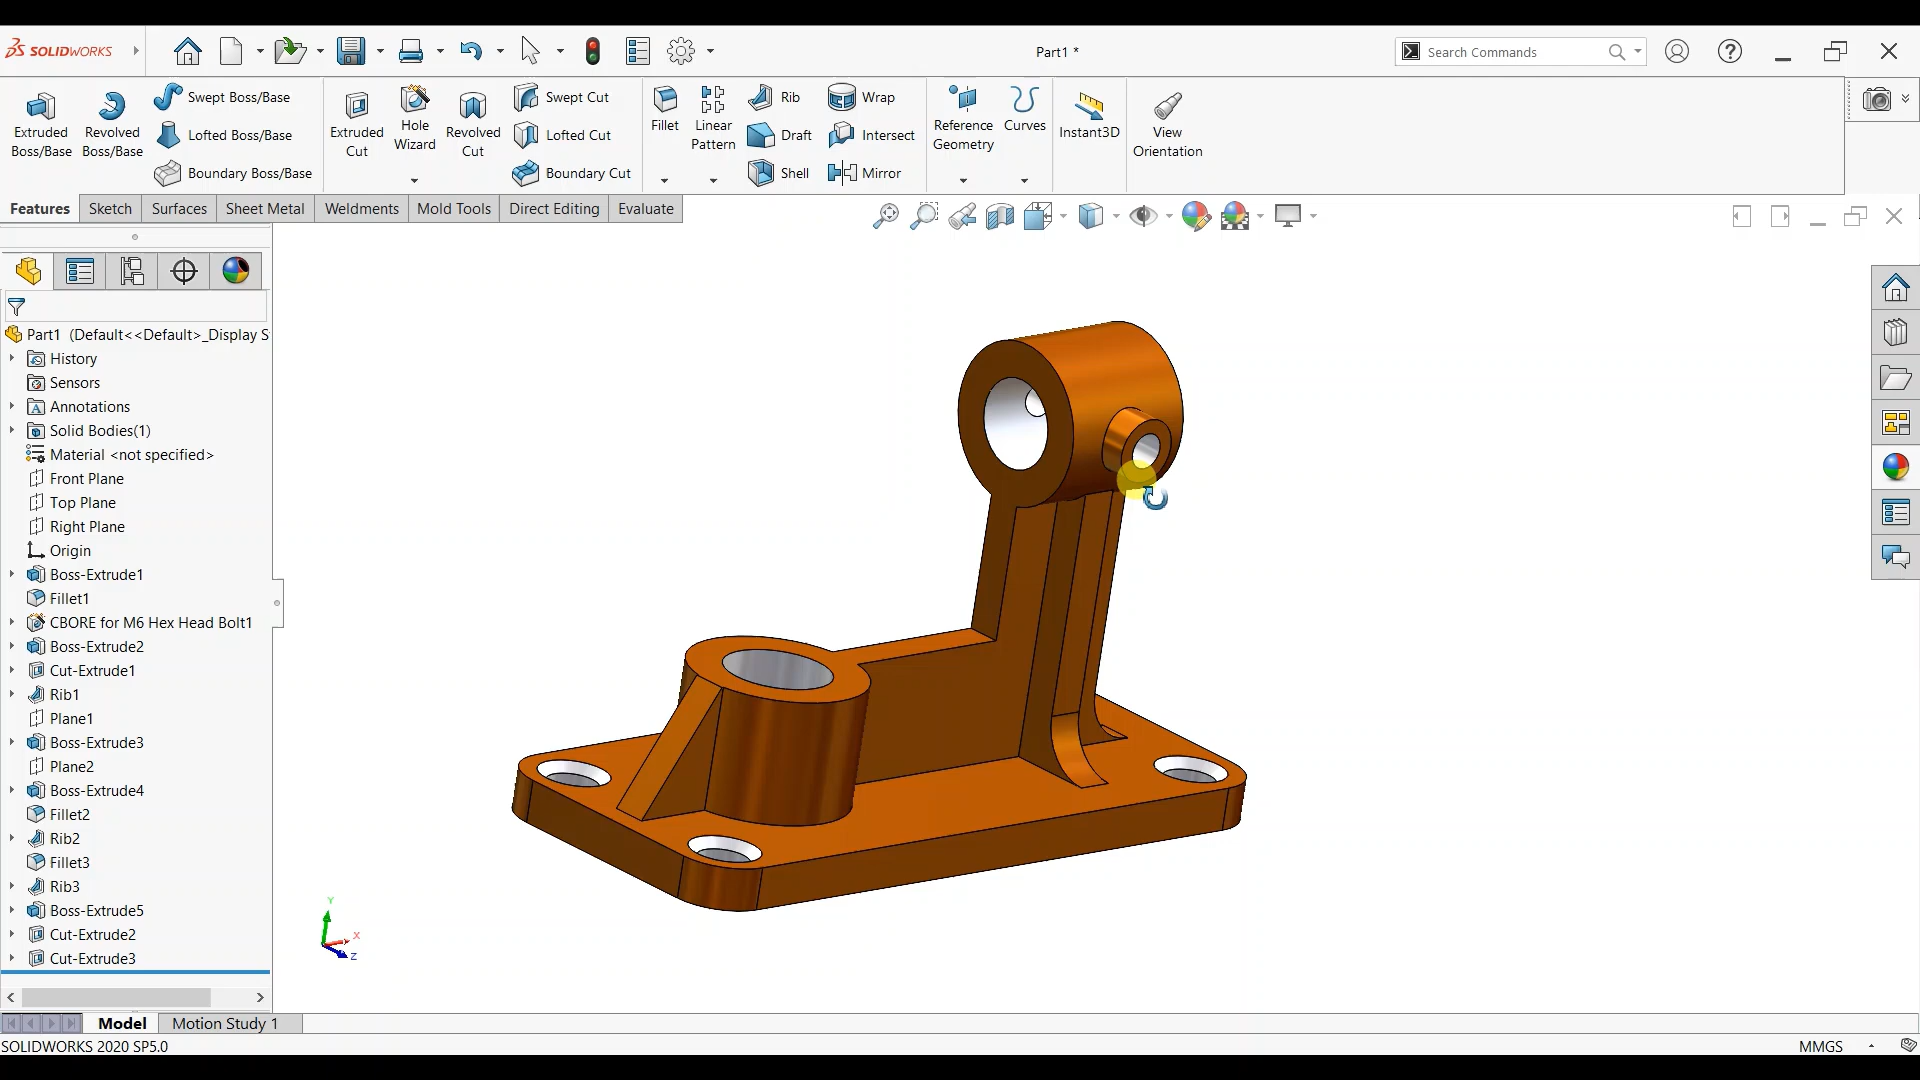 SOLIDWORKS
Part1 *
Search Commands
Extruded Boss/Base
Revolved Boss/Base
Swept Boss/Base
Lofted Boss/Base
Boundary Boss/Base
Extruded Cut
Hole Wizard
Revolved Cut
Swept Cut
Lofted Cut
Boundary Cut
Fillet
Linear Pattern
Rib
Draft
Shell
Wrap
Intersect
Mirror
Reference Geometry
Curves
Instant3D
View Orientation
Features
Sketch
Surfaces
Sheet Metal
Weldments
Mold Tools
Direct Editing
Evaluate
Part1 (Default<<Default>_Display S
History
Sensors
Annotations
Solid Bodies(1)
Material <not specified>
Front Plane
Top Plane
Right Plane
Origin
Boss-Extrude1
Fillet1
CBORE for M6 Hex Head Bolt1
Boss-Extrude2
Cut-Extrude1
Rib1
Plane1
Boss-Extrude3
Plane2
Boss-Extrude4
Fillet2
Rib2
Fillet3
Rib3
Boss-Extrude5
Cut-Extrude2
Cut-Extrude3
Y
X
Z
Model
Motion Study 1
SOLIDWORKS 2020 SP5.0
MMGS